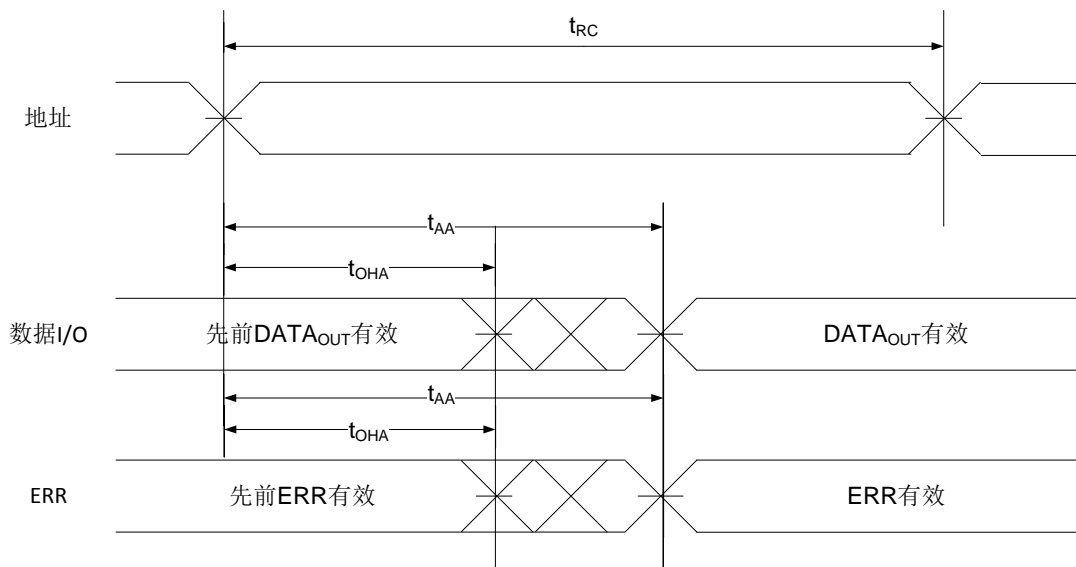 tRC
地址
tAA
tOHA
数据I/O 先前DATAOUT有效 DATAOUT有效
tAA
tOHA
ERR 先前ERR有效 ERR有效